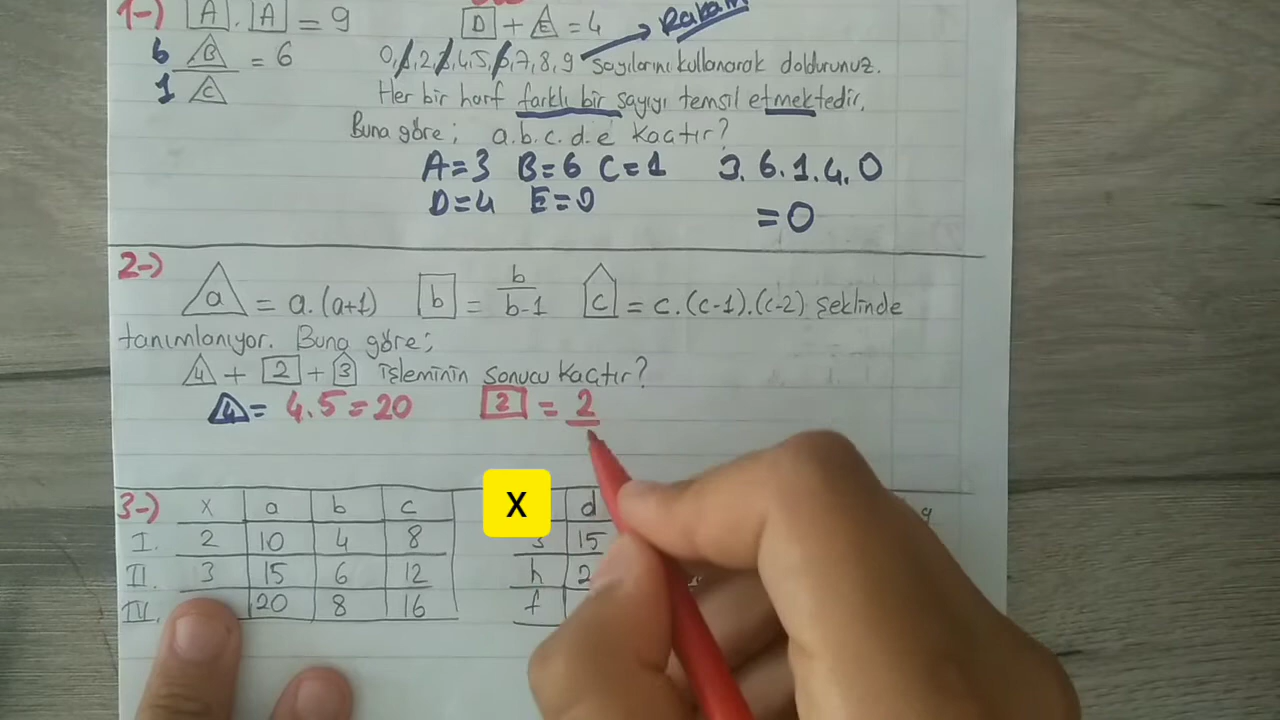 1-) A . A = 9 D + E = 4 Rakam
6 B = 6 0,1,2,3,4,5,6,7,8,9 sayılarını kullanarak doldurunuz.
1 C Her bir harf farklı bir sayıyı temsil etmektedir.
Buna göre; a.b.c.d.e kaçtır?
A=3 B=6 C=1 3.6.1.4.0
D=4 E=0 =0
2-) a = a.(a+1) b = b / b-1 c = c.(c-1).(c-2) şeklinde
tanımlanıyor. Buna göre;
4 + 2 + 3 işleminin sonucu kaçtır?
4 = 4.5=20 2 = 2
3-) x a b c X d g
I. 2 10 4 8 15
II. 3 15 6 12 h 2
III. 20 8 16 f